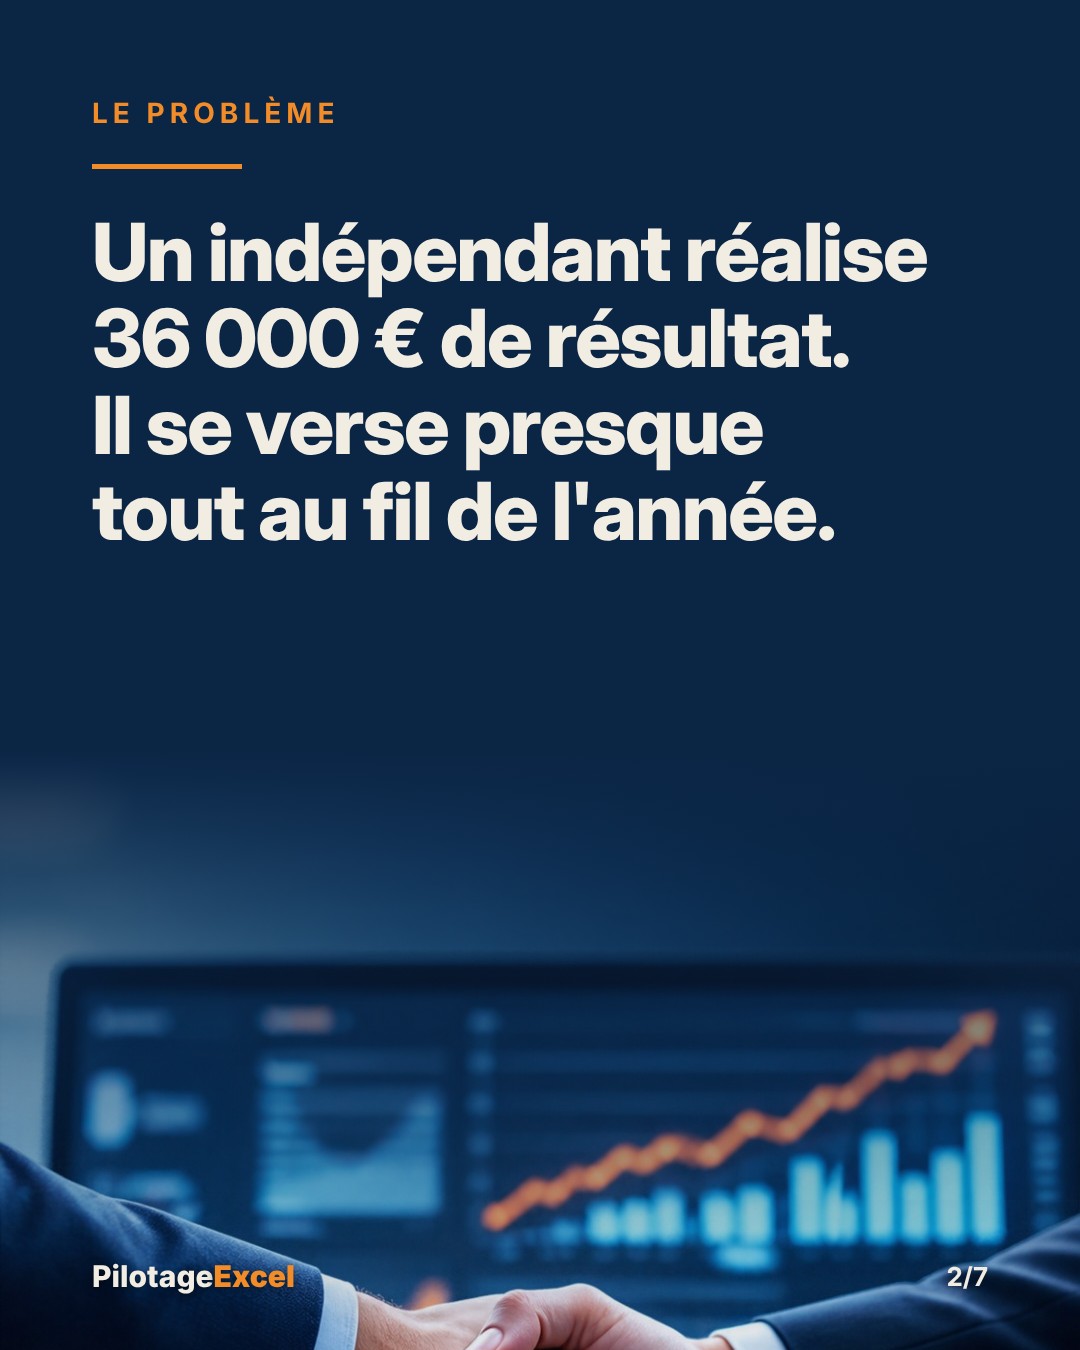 LE PROBLÈME
Un indépendant réalise
36 000 € de résultat.
Il se verse presque
tout au fil de l'année.
PilotageExcel
2/7